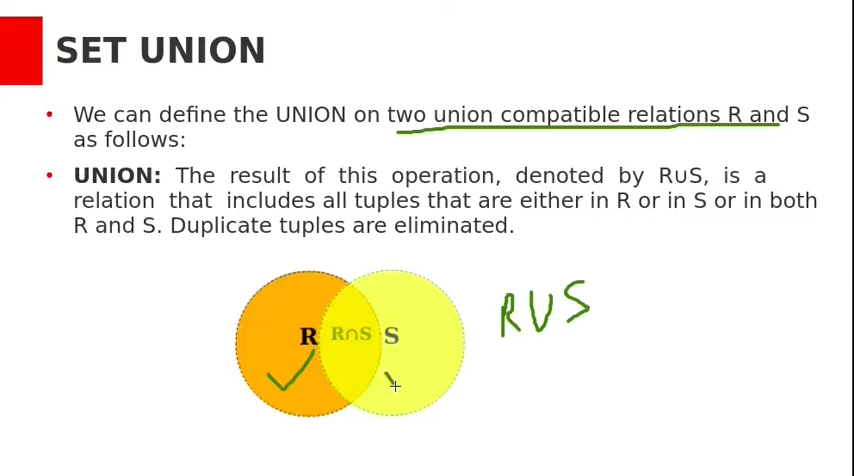 SET UNION
• We can define the UNION on two union compatible relations R and S
as follows:
• UNION: The result of this operation, denoted by R∪S, is a
relation that includes all tuples that are either in R or in S or in both
R and S. Duplicate tuples are eliminated.
R∪S
R R∩S S